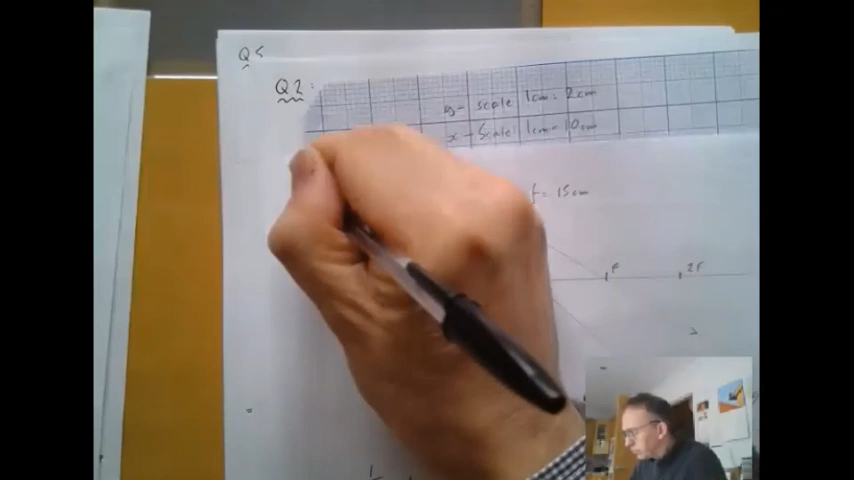 Q<
Q2:
y- scale 1cm: 2cm
x- Scale: 1cm = 10cm
f = 15cm
F 2F